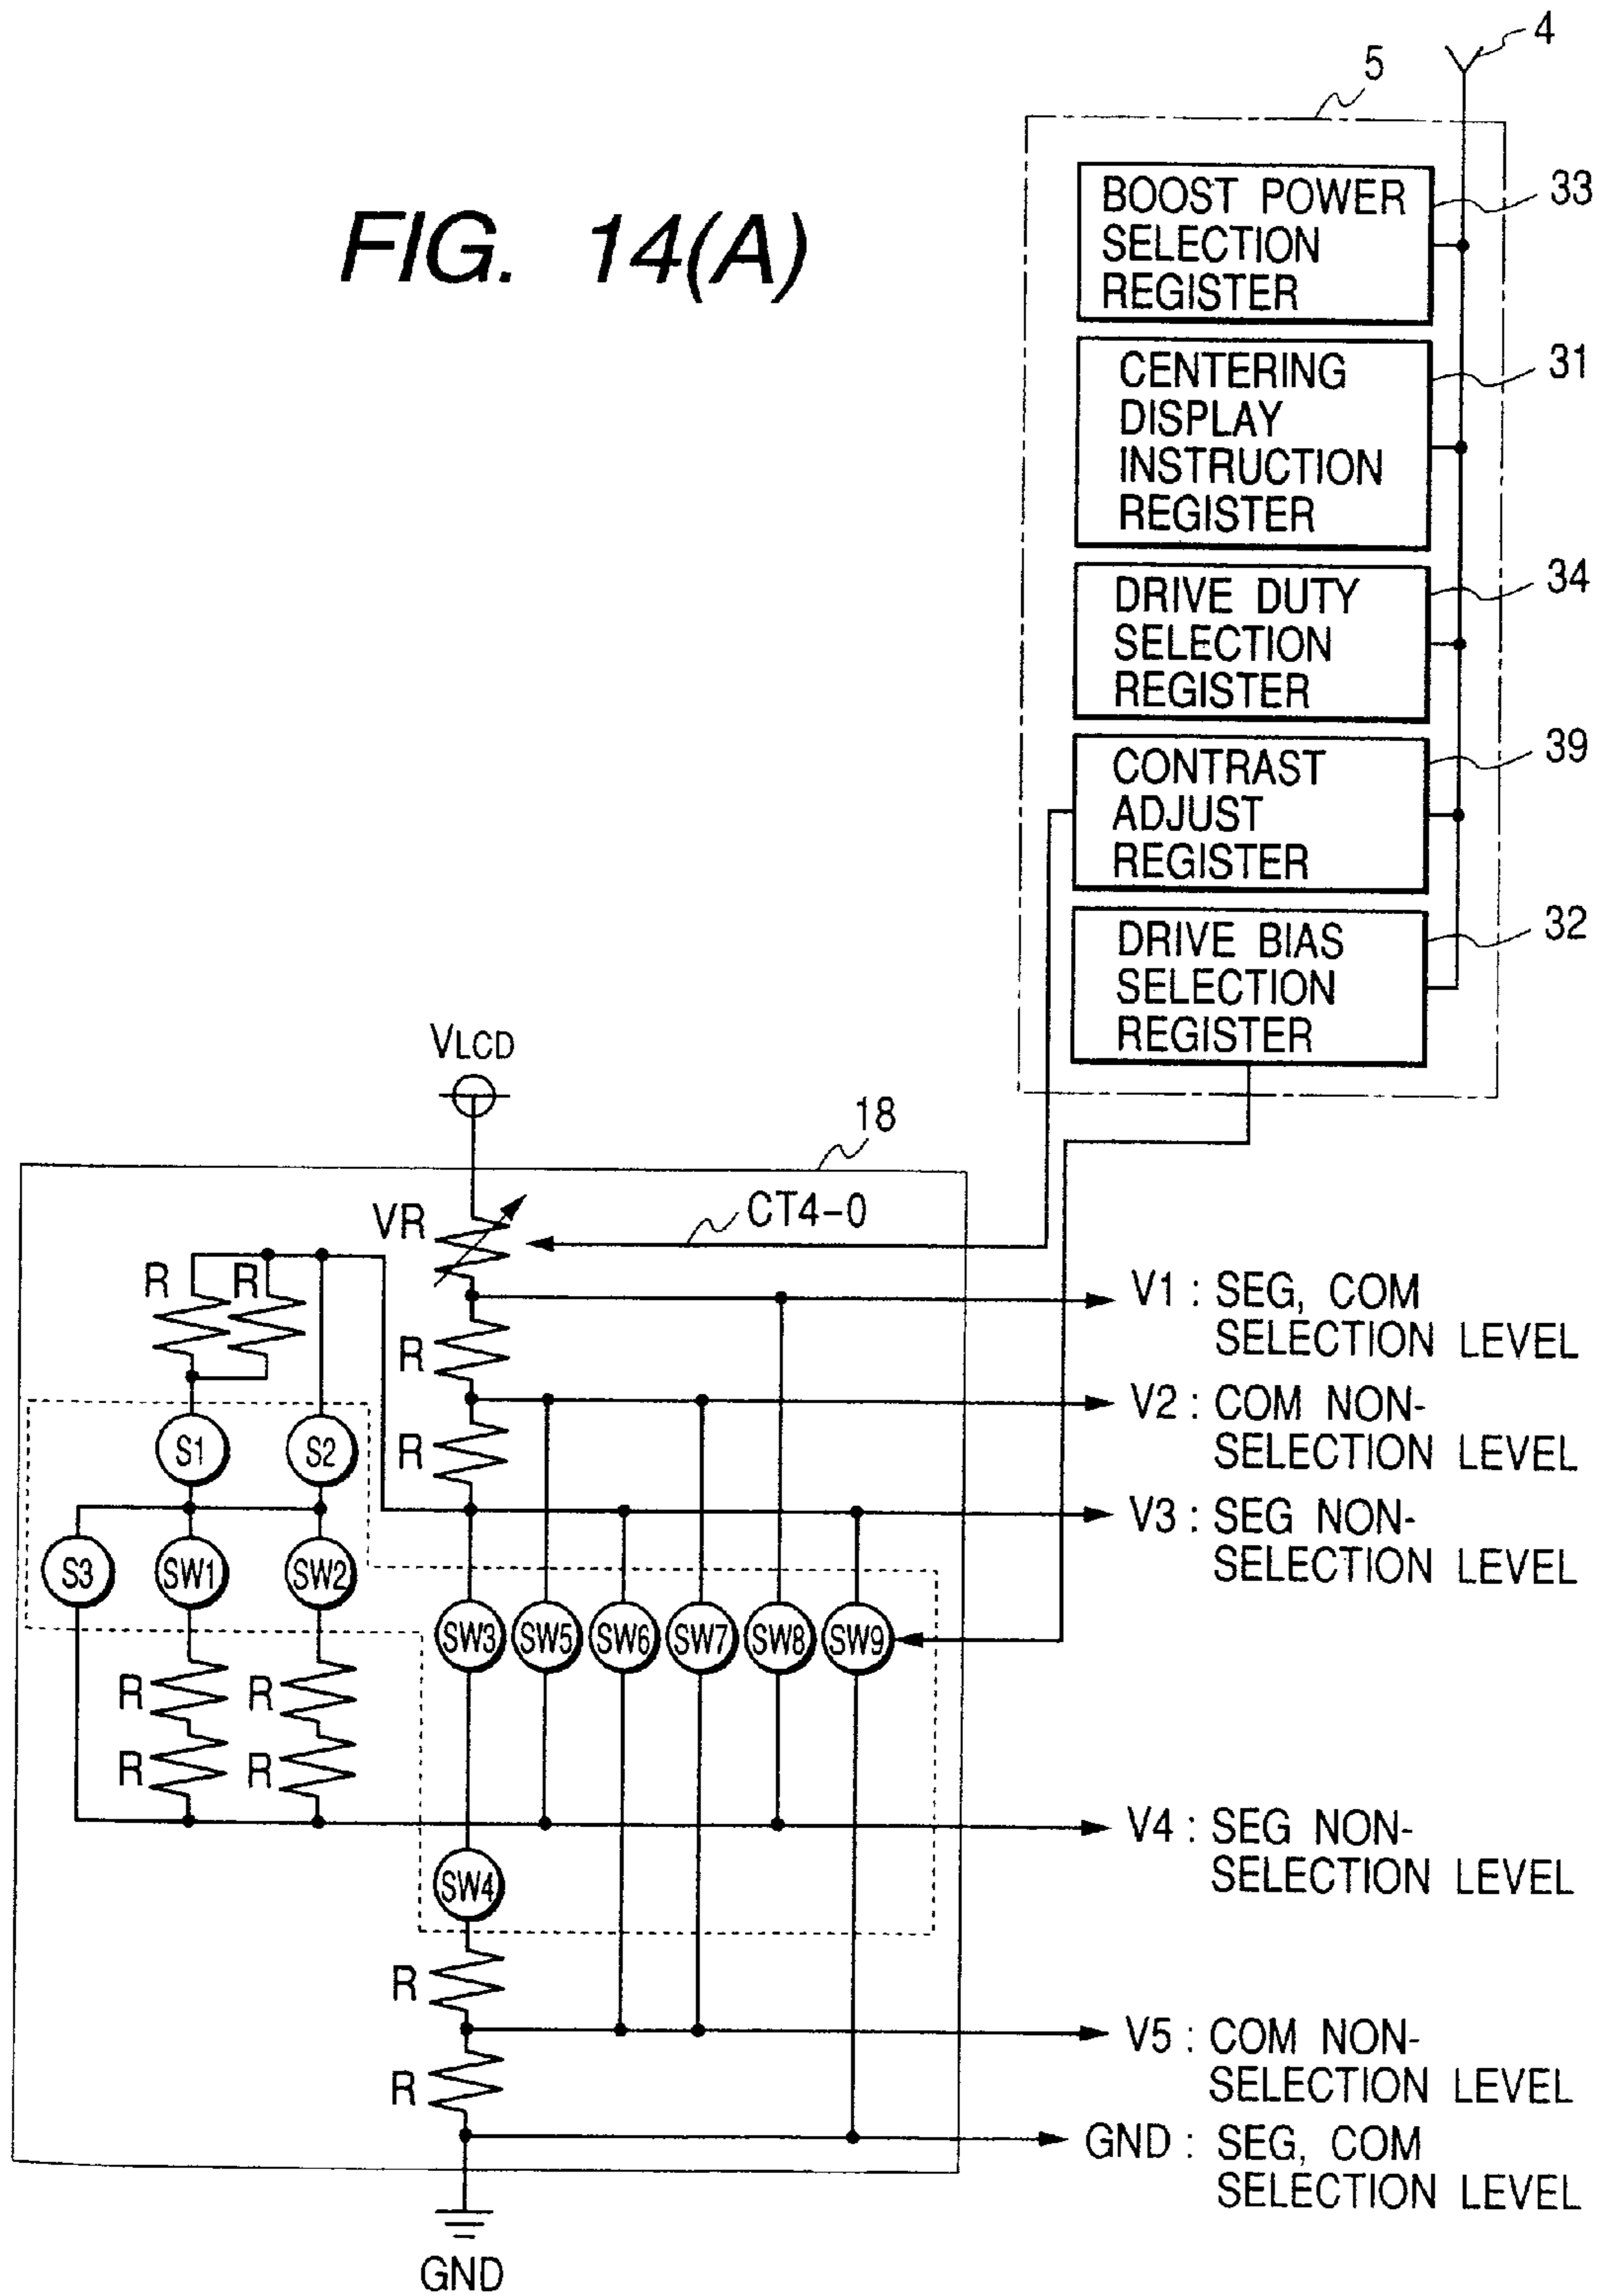 FIG. 14(A)
4
5
BOOST POWER
SELECTION
REGISTER
33
CENTERING
DISPLAY
INSTRUCTION
REGISTER
31
DRIVE DUTY
SELECTION
REGISTER
34
CONTRAST
ADJUST
REGISTER
39
DRIVE BIAS
SELECTION
REGISTER
32
VLCD
18
VR
CT4-0
R R
R
R
V1 : SEG, COM
SELECTION LEVEL
V2 : COM NON-
SELECTION LEVEL
V3 : SEG NON-
SELECTION LEVEL
S1 S2
S3 SW1 SW2
SW3 SW5 SW6 SW7 SW8 SW9
R R
R R
V4 : SEG NON-
SELECTION LEVEL
SW4
R
V5 : COM NON-
SELECTION LEVEL
R
GND : SEG, COM
SELECTION LEVEL
GND